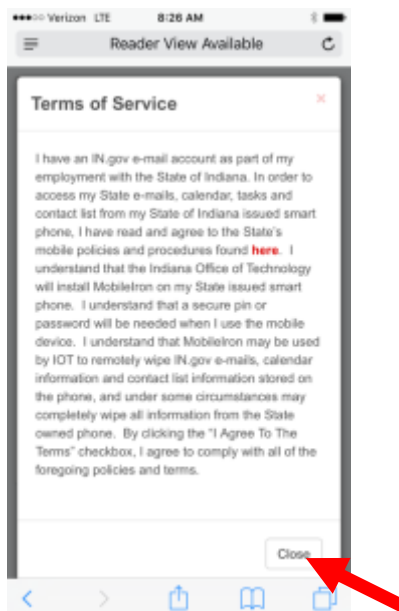 Verizon LTE 8:26 AM
Reader View Available
Terms of Service ×
I have an IN.gov e-mail account as part of my
employment with the State of Indiana. In order to
access my State e-mails, calendar, tasks and
contact list from my State of Indiana issued smart
phone, I have read and agree to the State's
mobile policies and procedures found here. I
understand that the Indiana Office of Technology
will install MobileIron on my State issued smart
phone. I understand that a secure pin or
password will be needed when I use the mobile
device. I understand that MobileIron may be used
by IOT to remotely wipe IN.gov e-mails, calendar
information and contact list information stored on
the phone, and under some circumstances may
completely wipe all information from the State
owned phone. By clicking the "I Agree To The
Terms" checkbox, I agree to comply with all of the
foregoing policies and terms.
Close